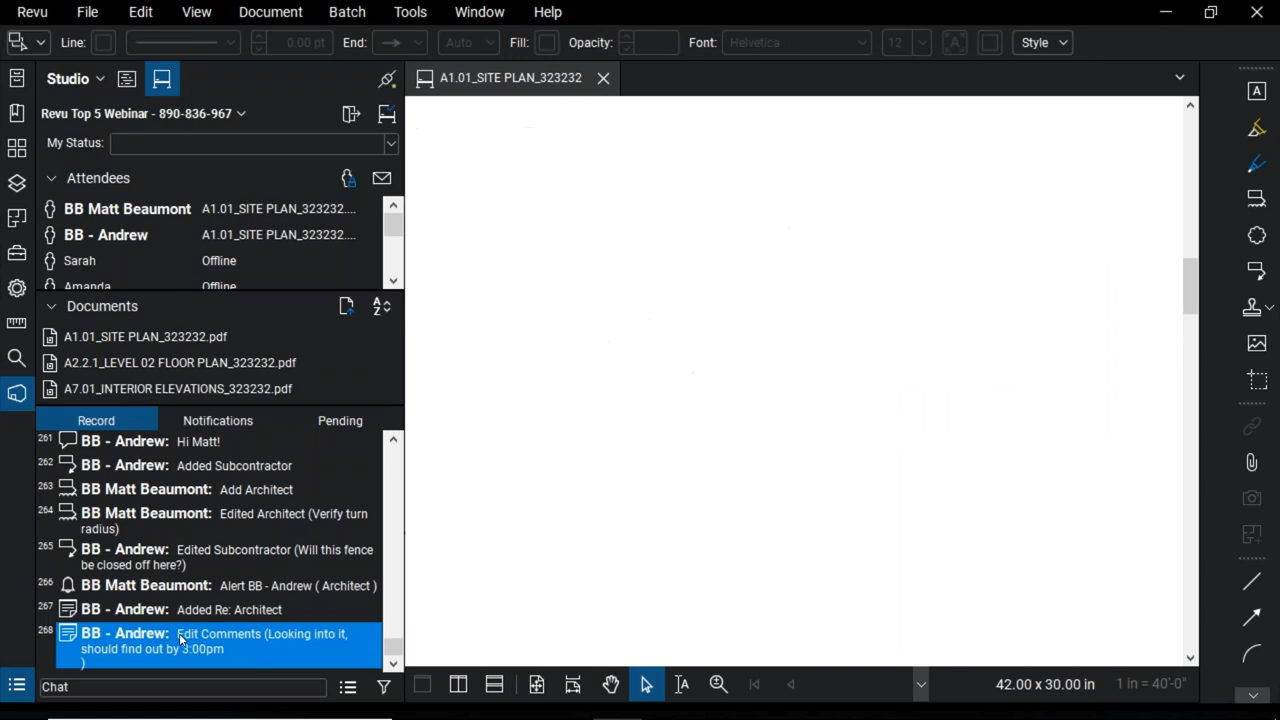 Revu File Edit View Document Batch Tools Window Help
Line: 0.00 pt End: Auto Fill: Opacity: Font: Helvetica 12 A Style
Studio
A1.01_SITE PLAN_323232
Revu Top 5 Webinar - 890-836-967
My Status:
Attendees
BB Matt Beaumont A1.01_SITE PLAN_323232....
BB - Andrew A1.01_SITE PLAN_323232....
Sarah Offline
Amanda Offline
Documents
A1.01_SITE PLAN_323232.pdf
A2.2.1_LEVEL 02 FLOOR PLAN_323232.pdf
A7.01_INTERIOR ELEVATIONS_323232.pdf
Record Notifications Pending
261 BB - Andrew: Hi Matt!
262 BB - Andrew: Added Subcontractor
263 BB Matt Beaumont: Add Architect
264 BB Matt Beaumont: Edited Architect (Verify turn
radius)
265 BB - Andrew: Edited Subcontractor (Will this fence
be closed off here?)
266 BB Matt Beaumont: Alert BB - Andrew ( Architect )
267 BB - Andrew: Added Re: Architect
268 BB - Andrew: Edit Comments (Looking into it,
should find out by 3:00pm
)
Chat
42.00 x 30.00 in 1 in = 40'-0"